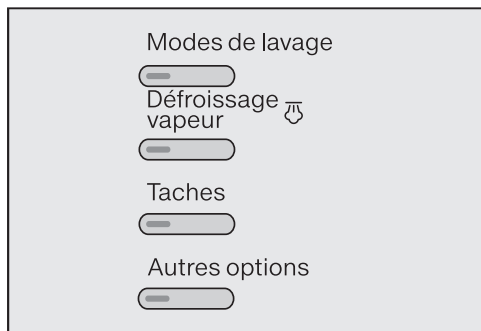 Modes de lavage
Défroissage
vapeur
Taches
Autres options